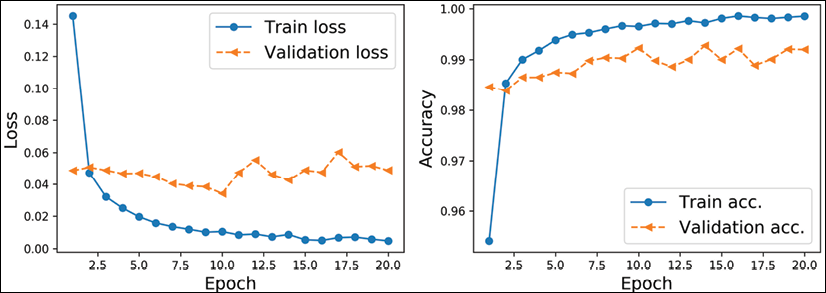 0.14
0.12
0.10
0.08
0.06
0.04
0.02
0.00
Loss
Train loss
Validation loss
2.5 5.0 7.5 10.0 12.5 15.0 17.5 20.0
Epoch
1.00
0.99
0.98
0.97
0.96
Accuracy
Train acc.
Validation acc.
2.5 5.0 7.5 10.0 12.5 15.0 17.5 20.0
Epoch